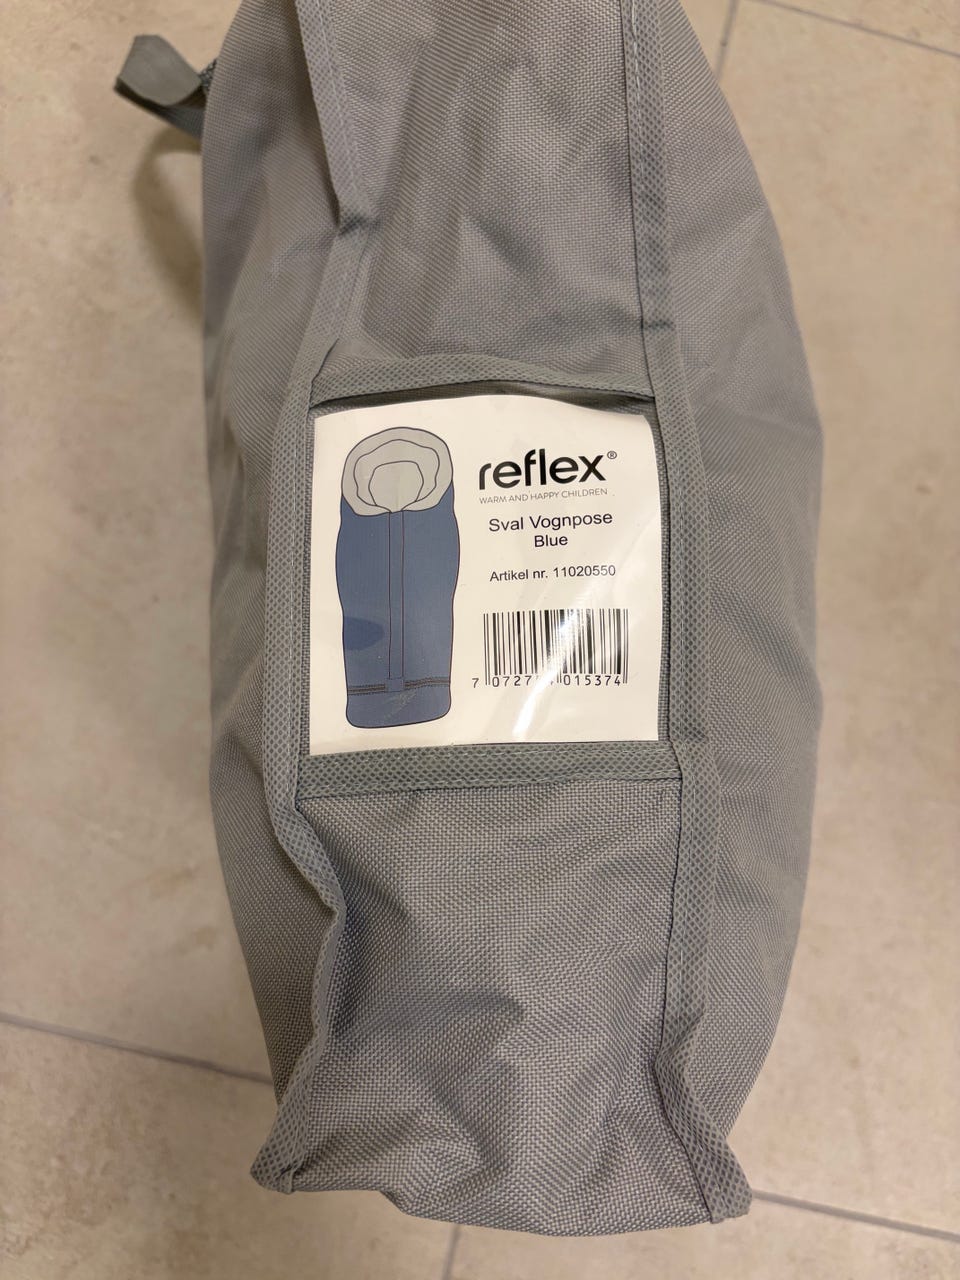 reflex®
WARM AND HAPPY CHILDREN
Sval Vognpose
Blue
Artikel nr. 11020550